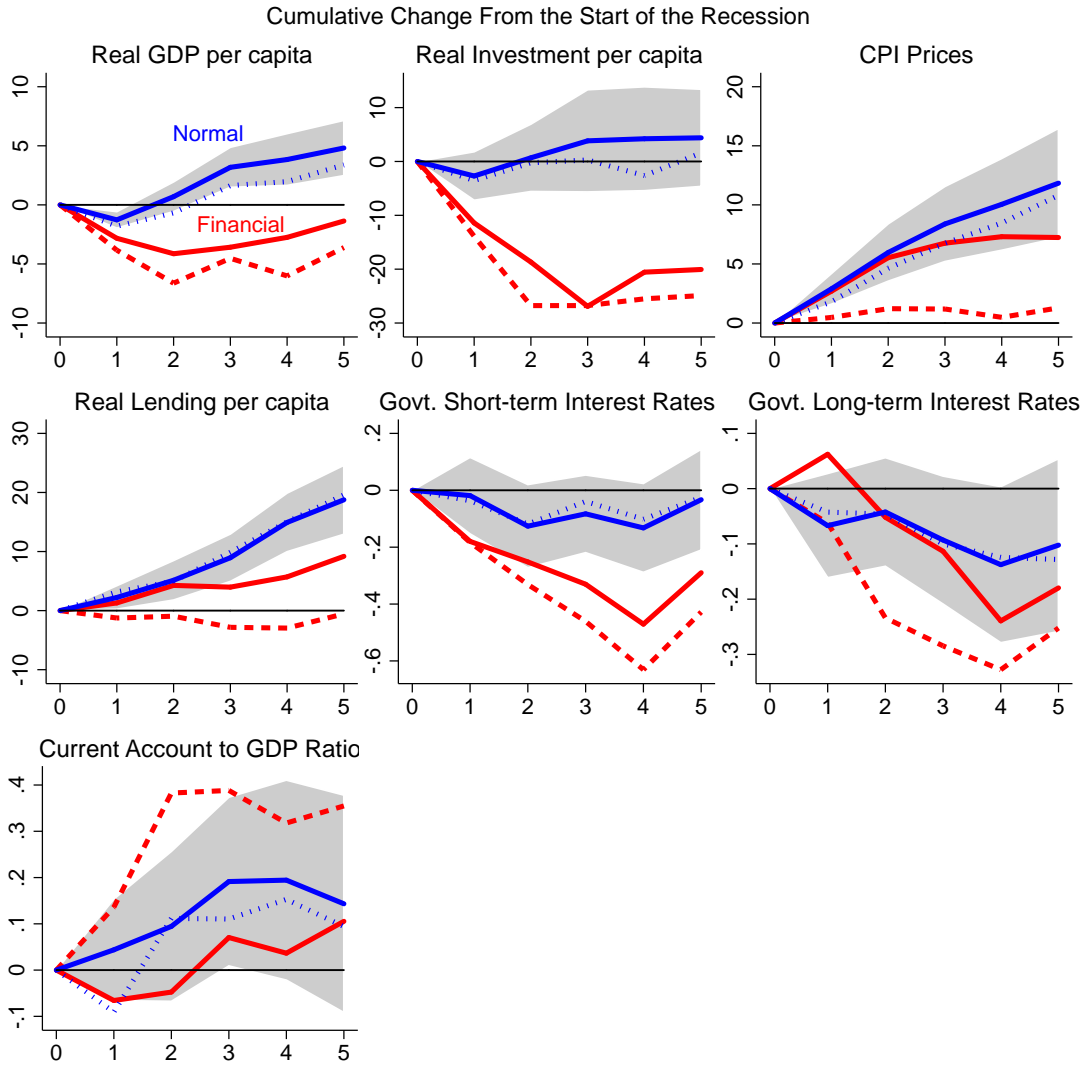 Cumulative Change From the Start of the Recession
Real GDP per capita
10
5
0
-5
-10
Normal
Financial
0 1 2 3 4 5
Real Investment per capita
10
0
-10
-20
-30
0 1 2 3 4 5
CPI Prices
20
15
10
5
0
0 1 2 3 4 5
Real Lending per capita
30
20
10
0
-10
0 1 2 3 4 5
Govt. Short-term Interest Rates
.2
0
-.2
-.4
-.6
0 1 2 3 4 5
Govt. Long-term Interest Rates
.1
0
-.1
-.2
-.3
0 1 2 3 4 5
Current Account to GDP Ratio
.4
.3
.2
.1
0
-.1
0 1 2 3 4 5